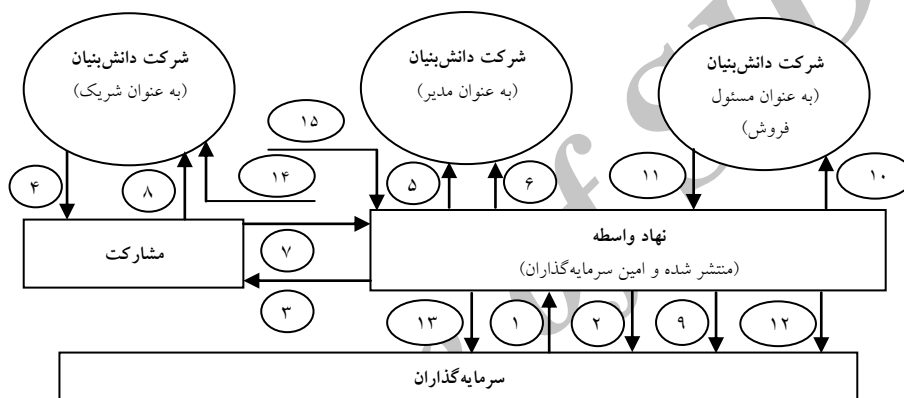 شرکت دانش‌بنیان
(به عنوان مسئول
فروش)
شرکت دانش‌بنیان
(به عنوان مدیر)
شرکت دانش‌بنیان
(به عنوان شریک)
۱۵
۱۴
۱۰
۱۱
۶
۵
۸
۴
نهاد واسطه
(منتشر شده و امین سرمایه‌گذاران)
مشارکت
۷
۳
۱۲
۹
۲
۱
۱۳
سرمایه‌گذاران